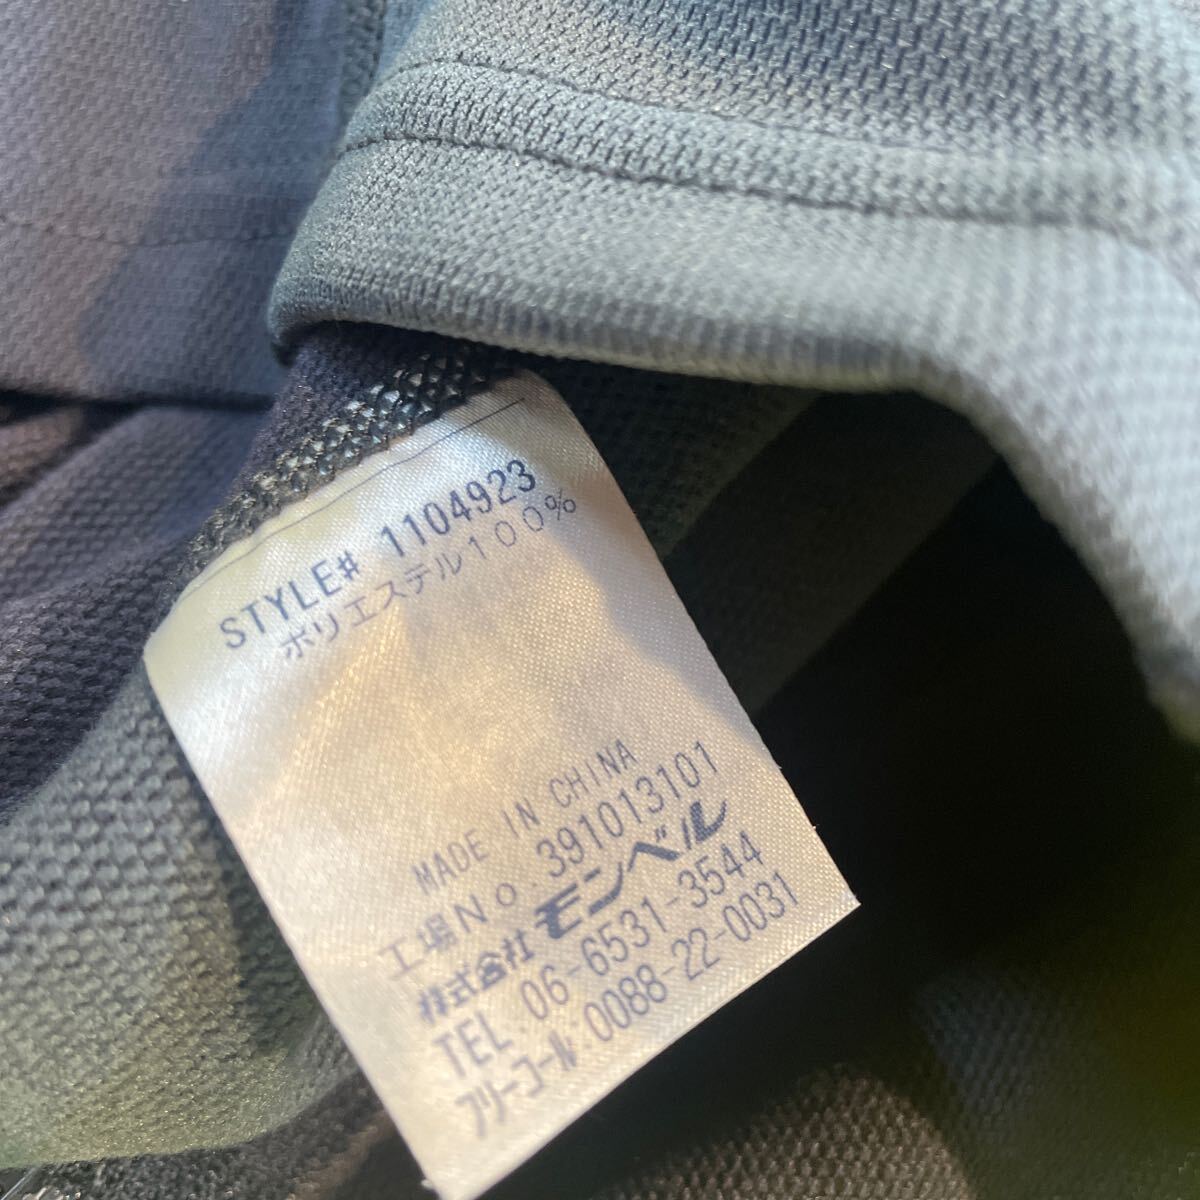 STYLE# 1104923
ポリエステル100%
MADE IN CHINA
工場No.391013101
株式会社モンベル
TEL 06-6531-3544
フリーコール 0088-22-0031